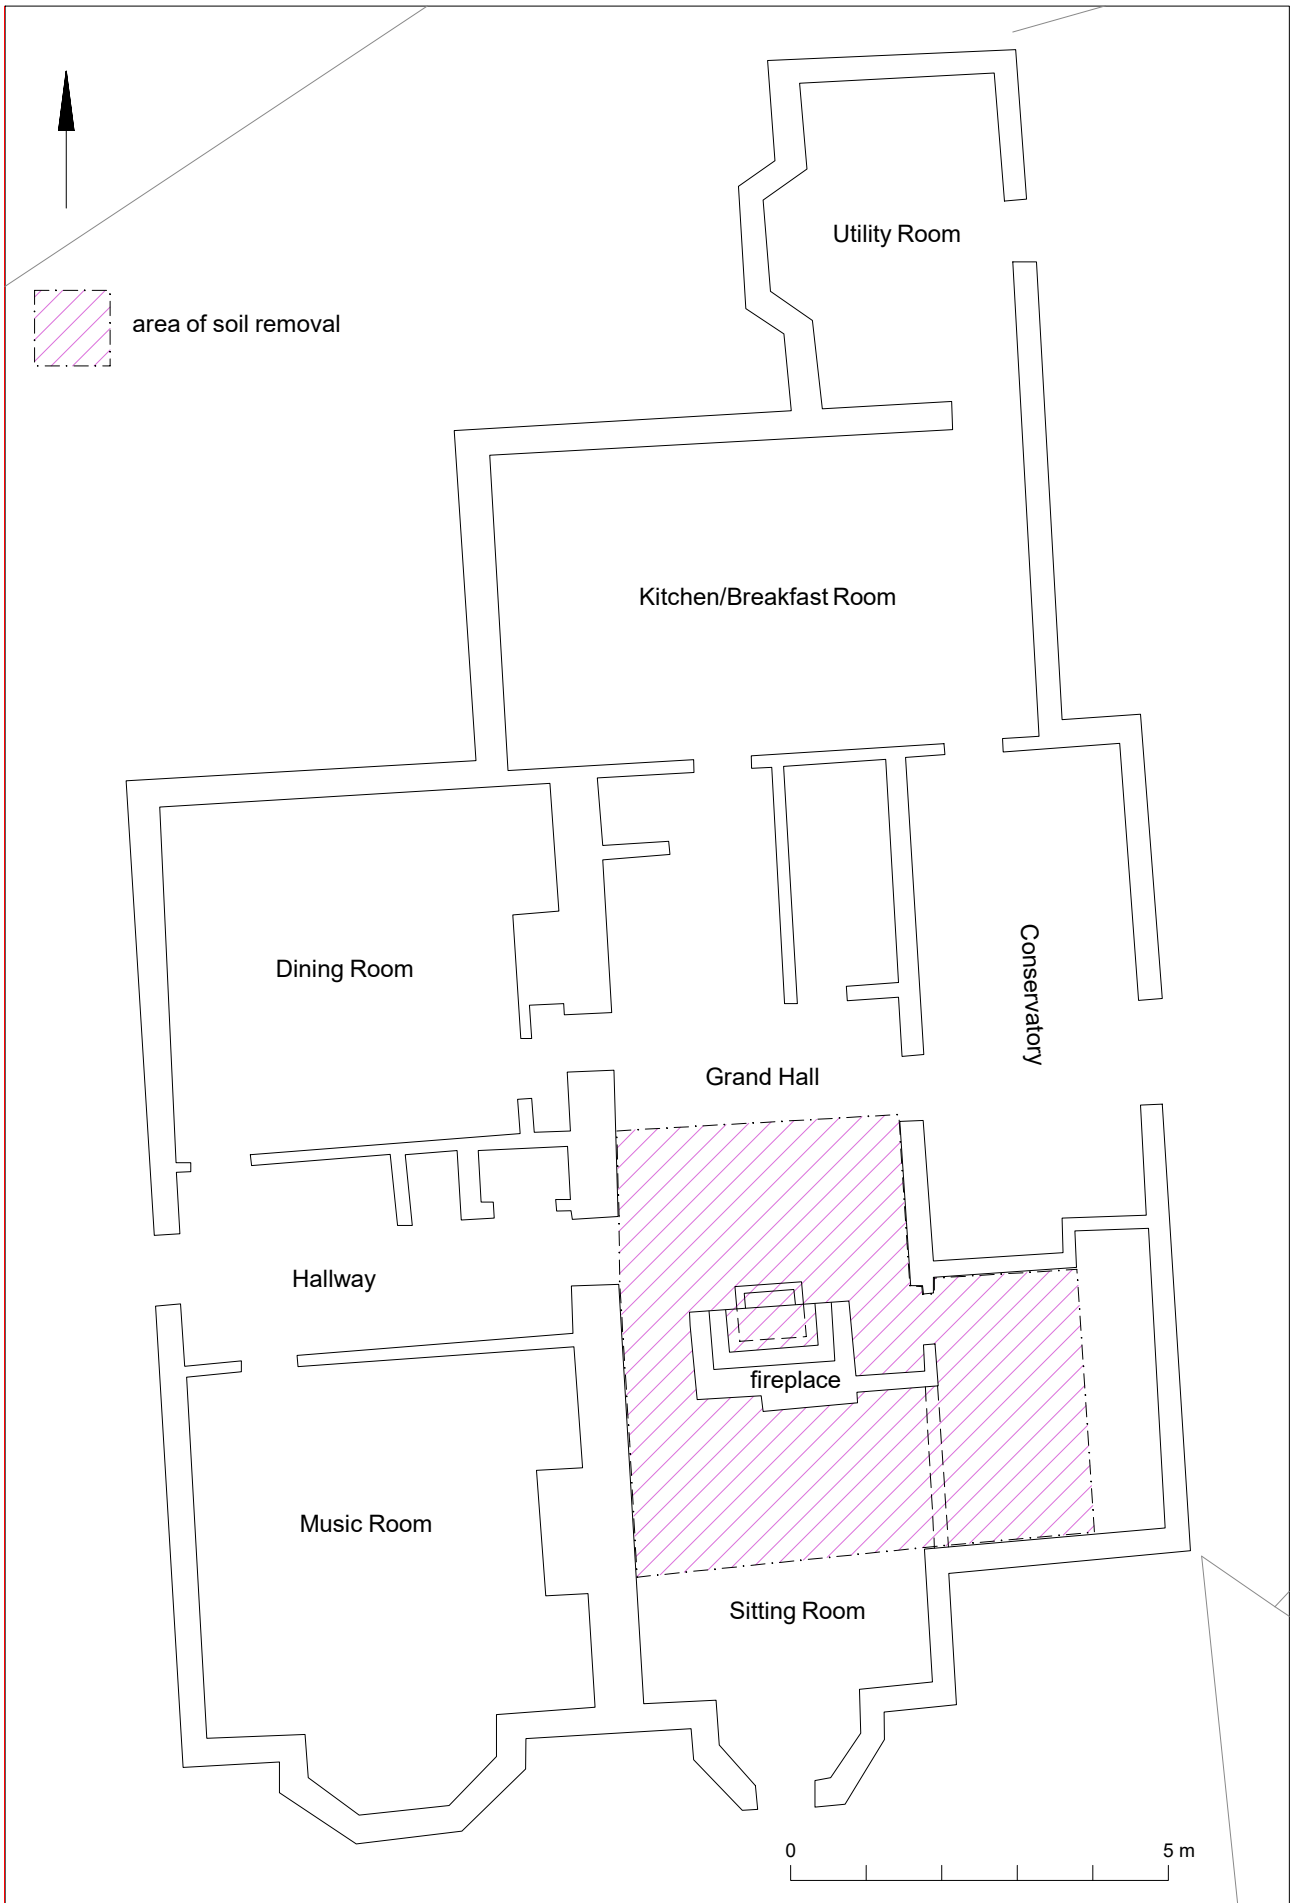 Utility Room
area of soil removal
Kitchen/Breakfast Room
Dining Room
Conservatory
Grand Hall
Hallway
fireplace
Music Room
Sitting Room
0 5 m